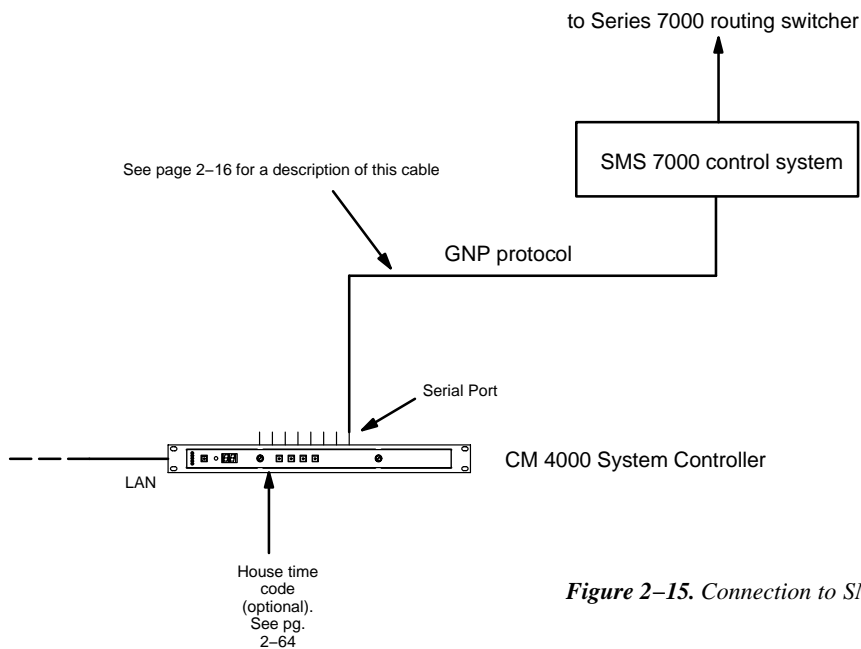 to Series 7000 routing switcher
SMS 7000 control system
See page 2–16 for a description of this cable
GNP protocol
Serial Port
CM 4000 System Controller
LAN
House time
code
(optional).
See pg.
2–64
Figure 2–15. Connection to